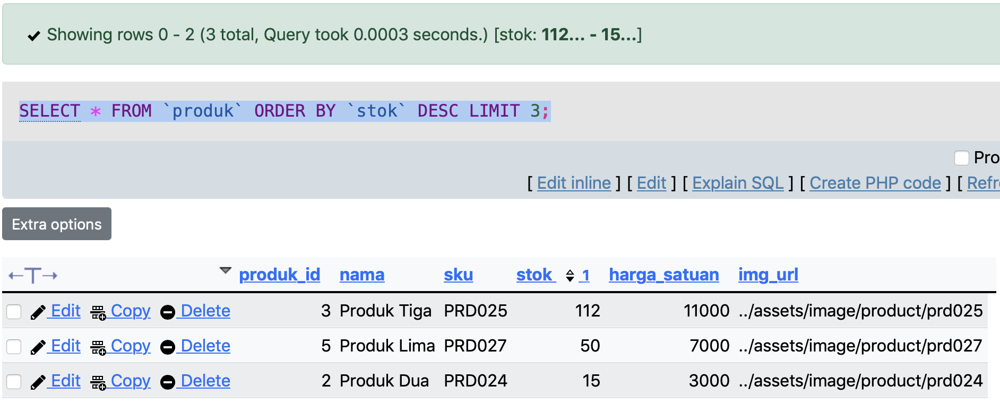 Showing rows 0 - 2 (3 total, Query took 0.0003 seconds.) [stok: 112... - 15...]
SELECT * FROM `produk` ORDER BY `stok` DESC LIMIT 3;
[ Edit inline ] [ Edit ] [ Explain SQL ] [ Create PHP code ] [
Extra options
produk_id nama sku stok 1 harga_satuan img_url
Edit Copy Delete 3 Produk Tiga PRD025 112 11000 ../assets/image/product/prd025
Edit Copy Delete 5 Produk Lima PRD027 50 7000 ../assets/image/product/prd027
Edit Copy Delete 2 Produk Dua PRD024 15 3000 ../assets/image/product/prd024